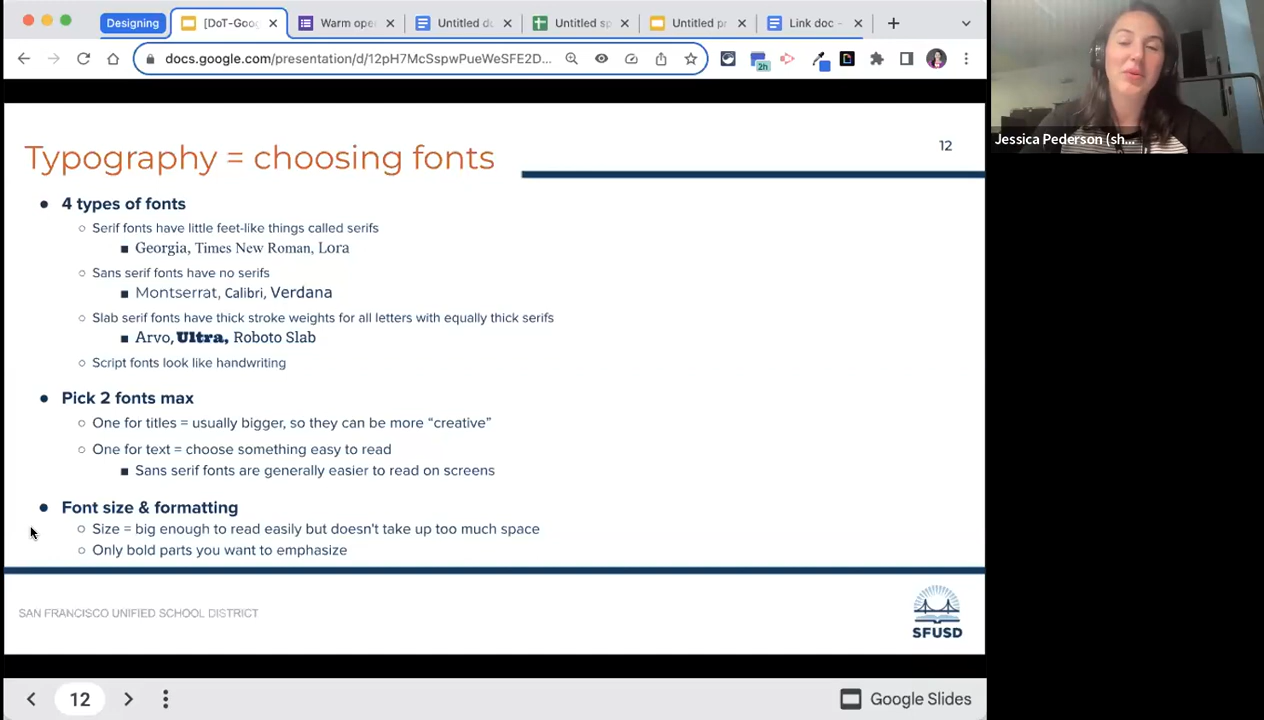 Designing
[DoT-Goo
Warm ope
Untitled d
Untitled sp
Untitled pr
Link doc -
docs.google.com/presentation/d/12pH7McSspwPueWeSFE2D...
2h
Typography = choosing fonts
12
● 4 types of fonts
○ Serif fonts have little feet-like things called serifs
■ Georgia, Times New Roman, Lora
○ Sans serif fonts have no serifs
■ Montserrat, Calibri, Verdana
○ Slab serif fonts have thick stroke weights for all letters with equally thick serifs
■ Arvo, Ultra, Roboto Slab
○ Script fonts look like handwriting
● Pick 2 fonts max
○ One for titles = usually bigger, so they can be more “creative”
○ One for text = choose something easy to read
■ Sans serif fonts are generally easier to read on screens
● Font size & formatting
○ Size = big enough to read easily but doesn't take up too much space
○ Only bold parts you want to emphasize
SAN FRANCISCO UNIFIED SCHOOL DISTRICT
SFUSD
12
Google Slides
Jessica Pederson (sh...